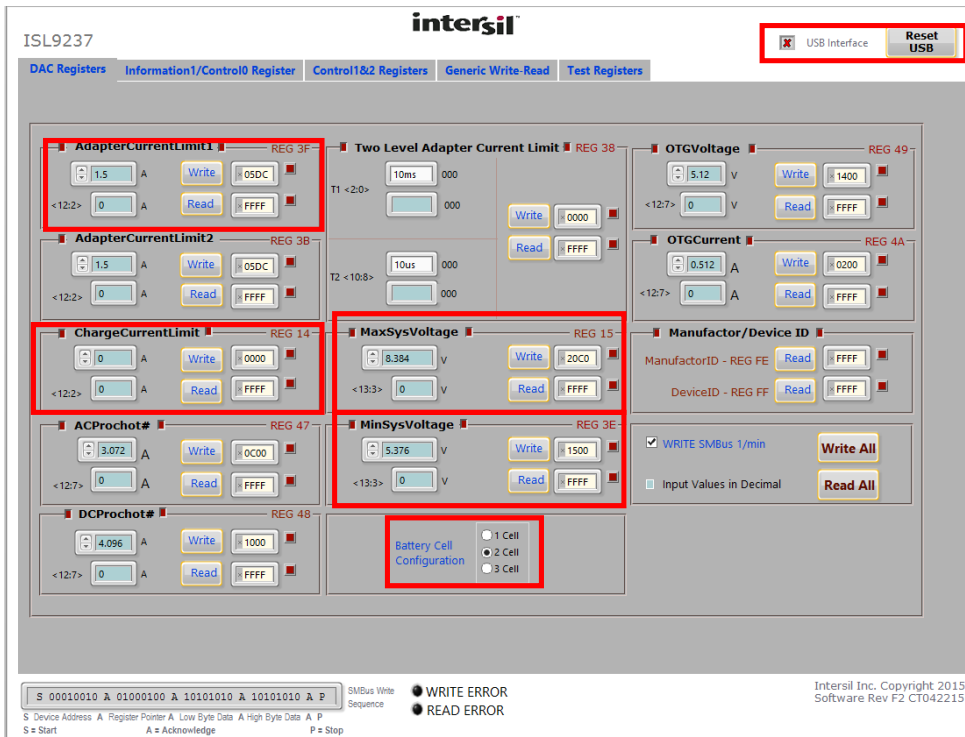 intersil
ISL9237
USB Interface
Reset USB
DAC Registers
Information1/Control0 Register
Control1&2 Registers
Generic Write-Read
Test Registers
AdapterCurrentLimit1 REG 3F
1.5 A Write × 05DC
<12:2> 0 A Read × FFFF
AdapterCurrentLimit2 REG 3B
1.5 A Write × 05DC
<12:2> 0 A Read × FFFF
ChargeCurrentLimit REG 14
0 A Write × 0000
<12:2> 0 A Read × FFFF
ACProchot# REG 47
3.072 A Write × 0C00
<12:7> 0 A Read × FFFF
DCProchot# REG 48
4.096 A Write × 1000
<12:7> 0 A Read × FFFF
Two Level Adapter Current Limit REG 38
10ms 000
T1 <2:0>
000
Write × 0000
Read × FFFF
10us 000
T2 <10:8>
000
MaxSysVoltage REG 15
8.384 V Write × 20C0
<13:3> 0 V Read × FFFF
MinSysVoltage REG 3E
5.376 V Write × 1500
<13:3> 0 V Read × FFFF
Battery Cell
Configuration
1 Cell
2 Cell
3 Cell
OTGVoltage REG 49
5.12 V Write × 1400
<12:7> 0 V Read × FFFF
OTGCurrent REG 4A
0.512 A Write × 0200
<12:7> 0 A Read × FFFF
Manufactor/Device ID
ManufactorID - REG FE Read × FFFF
DeviceID - REG FF Read × FFFF
WRITE SMBus 1/min
Write All
Input Values in Decimal
Read All
S 00010010 A 01000100 A 10101010 A 10101010 A P
SMBus Write
Sequence
S Device Address A Register Pointer A Low Byte Data A High Byte Data A P
S = Start A = Acknowledge P = Stop
WRITE ERROR
READ ERROR
Intersil Inc. Copyright 2015
Software Rev F2 CT042215